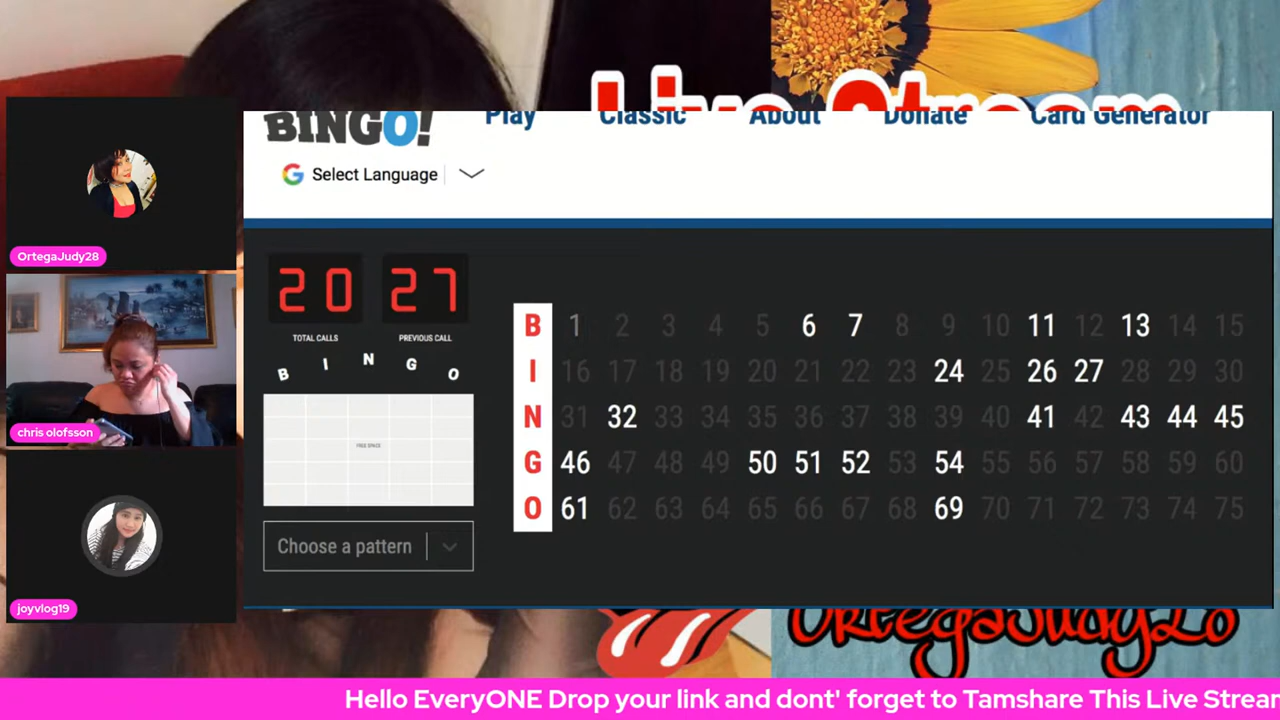 Live Stream
BINGO!
Play Classic About Donate Card Generator
Select Language
OrtegaJudy28
20 27
TOTAL CALLS PREVIOUS CALL
B I N G O
FREE SPACE
Choose a pattern
B 1 2 3 4 5 6 7 8 9 10 11 12 13 14 15
I 16 17 18 19 20 21 22 23 24 25 26 27 28 29 30
N 31 32 33 34 35 36 37 38 39 40 41 42 43 44 45
G 46 47 48 49 50 51 52 53 54 55 56 57 58 59 60
O 61 62 63 64 65 66 67 68 69 70 71 72 73 74 75
chris olofsson
joyvlog19
OrtegaJudy28
Hello EveryONE Drop your link and dont' forget to Tamshare This Live Strear